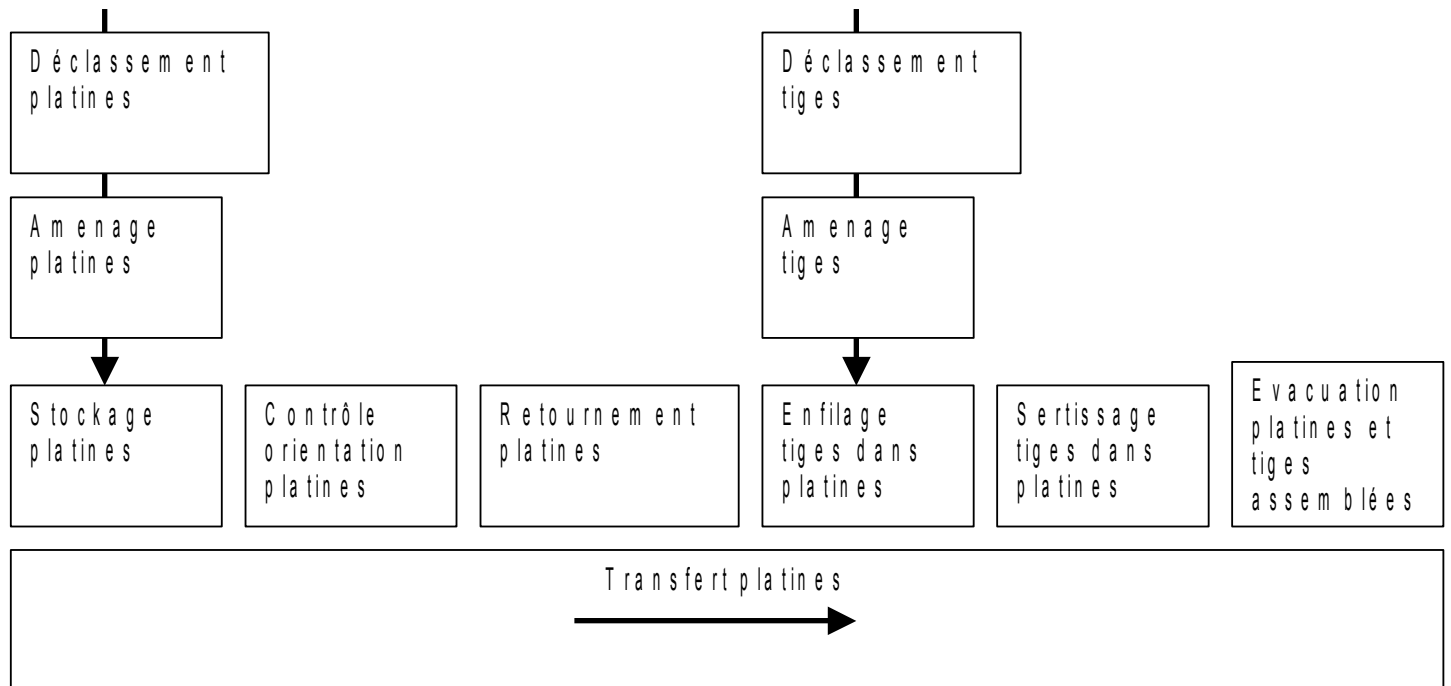 Déclassement
platines
Déclassement
tiges
Amenage
platines
Amenage
tiges
Stockage
platines
Contrôle
orientation
platines
Retournement
platines
Enfilage
tiges dans
platines
Sertissage
tiges dans
platines
Evacuation
platines et
tiges
assemblées
Transfert platines